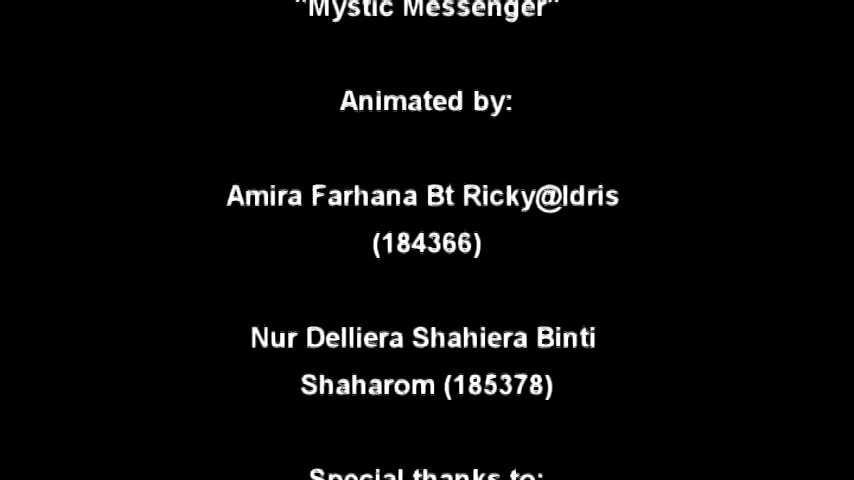 "Mystic Messenger"
Animated by:
Amira Farhana Bt Ricky@Idris
(184366)
Nur Delliera Shahiera Binti
Shaharom (185378)
Special thanks to: